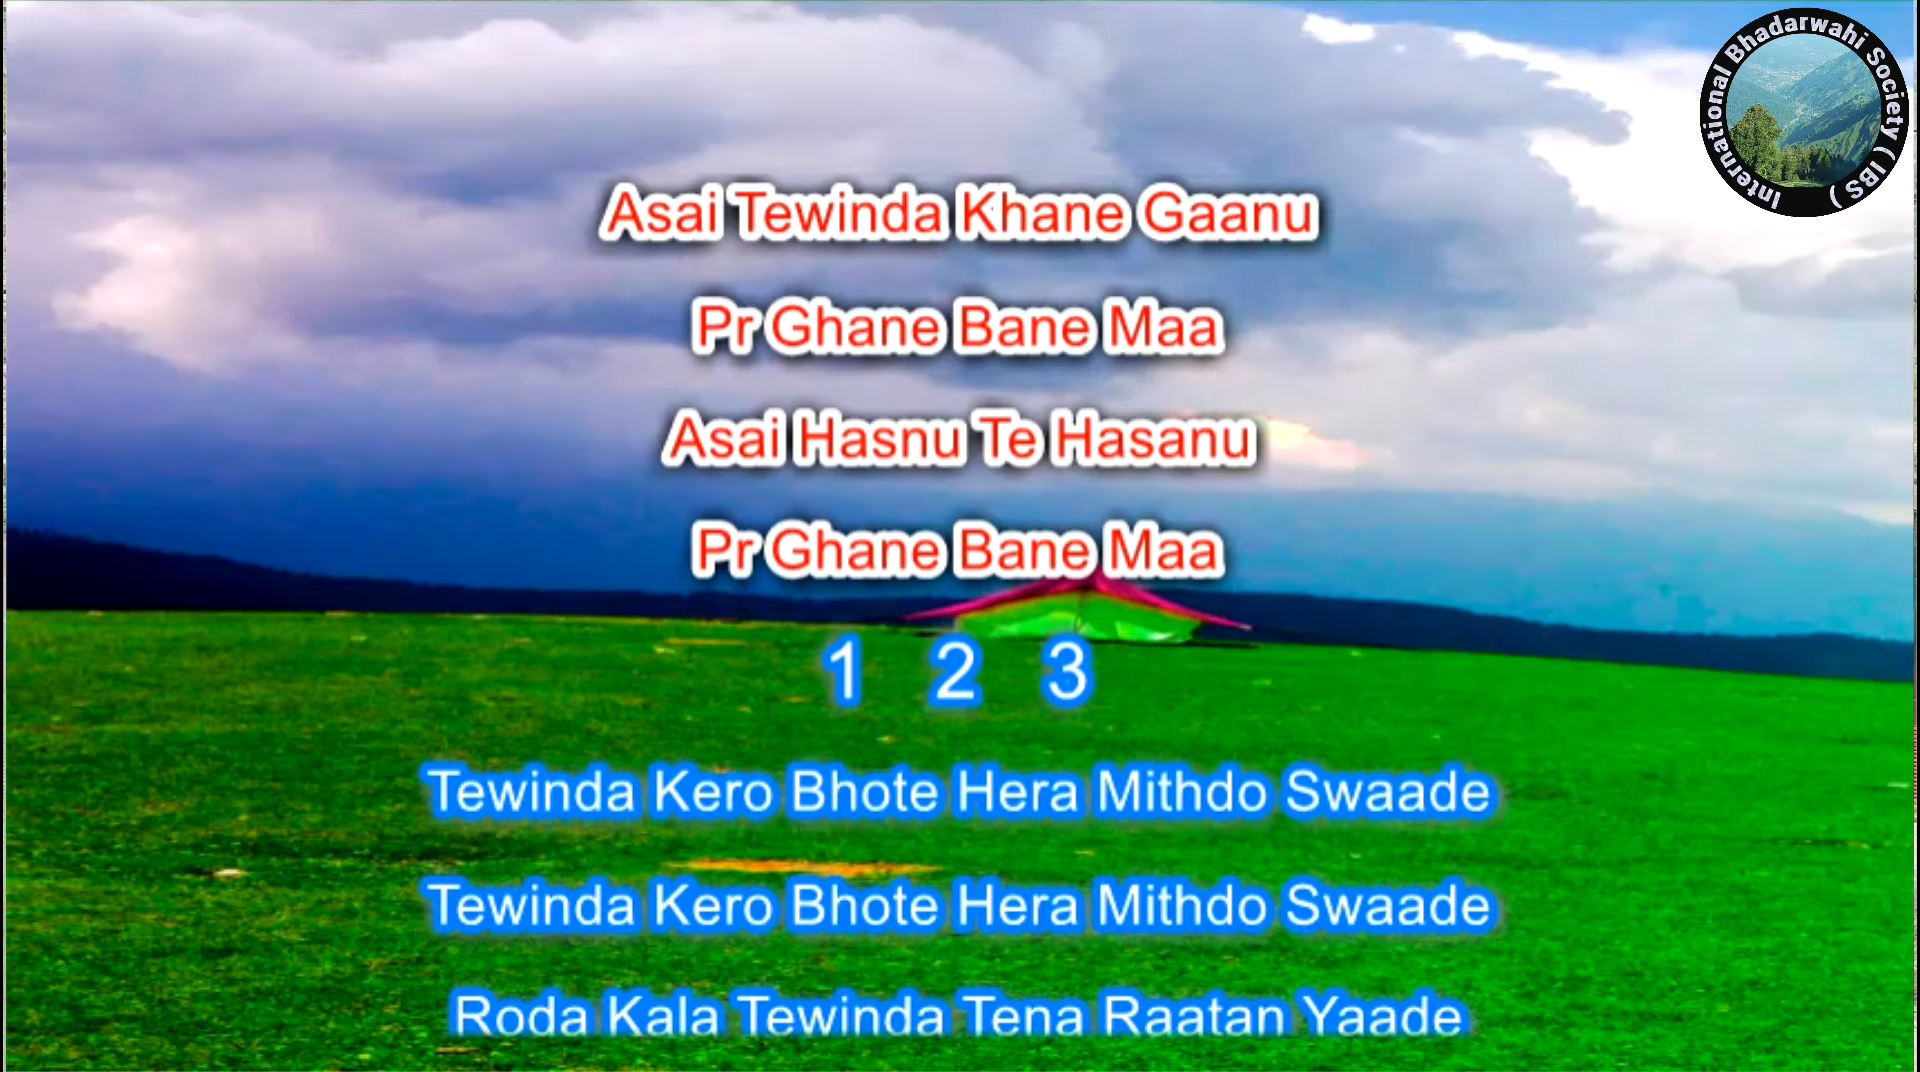 International Bhadarwahi Society ( IBS )
Asai Tewinda Khane Gaanu
Pr Ghane Bane Maa
Asai Hasnu Te Hasanu
Pr Ghane Bane Maa
1 2 3
Tewinda Kero Bhote Hera Mithdo Swaade
Tewinda Kero Bhote Hera Mithdo Swaade
Roda Kala Tewinda Tena Raatan Yaade